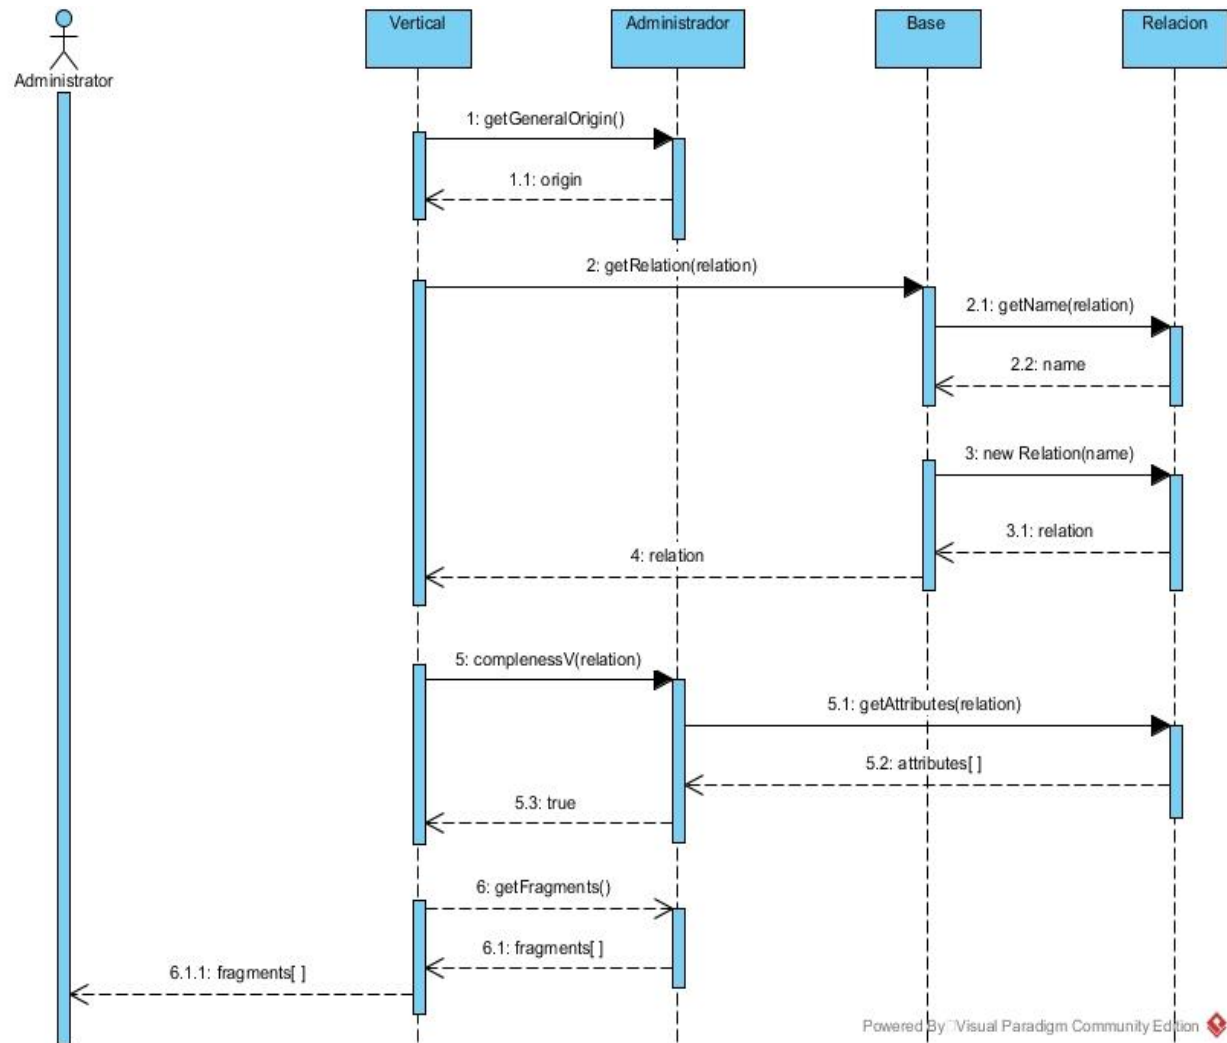 Vertical
Administrador
Base
Relacion
Administrator
1: getGeneralOrigin()
1.1: origin
2: getRelation(relation)
2.1: getName(relation)
2.2: name
3: new Relation(name)
3.1: relation
4: relation
5: complenessV(relation)
5.1: getAttributes(relation)
5.2: attributes[ ]
5.3: true
6: getFragments()
6.1: fragments[ ]
6.1.1: fragments[ ]
Powered By Visual Paradigm Community Edition